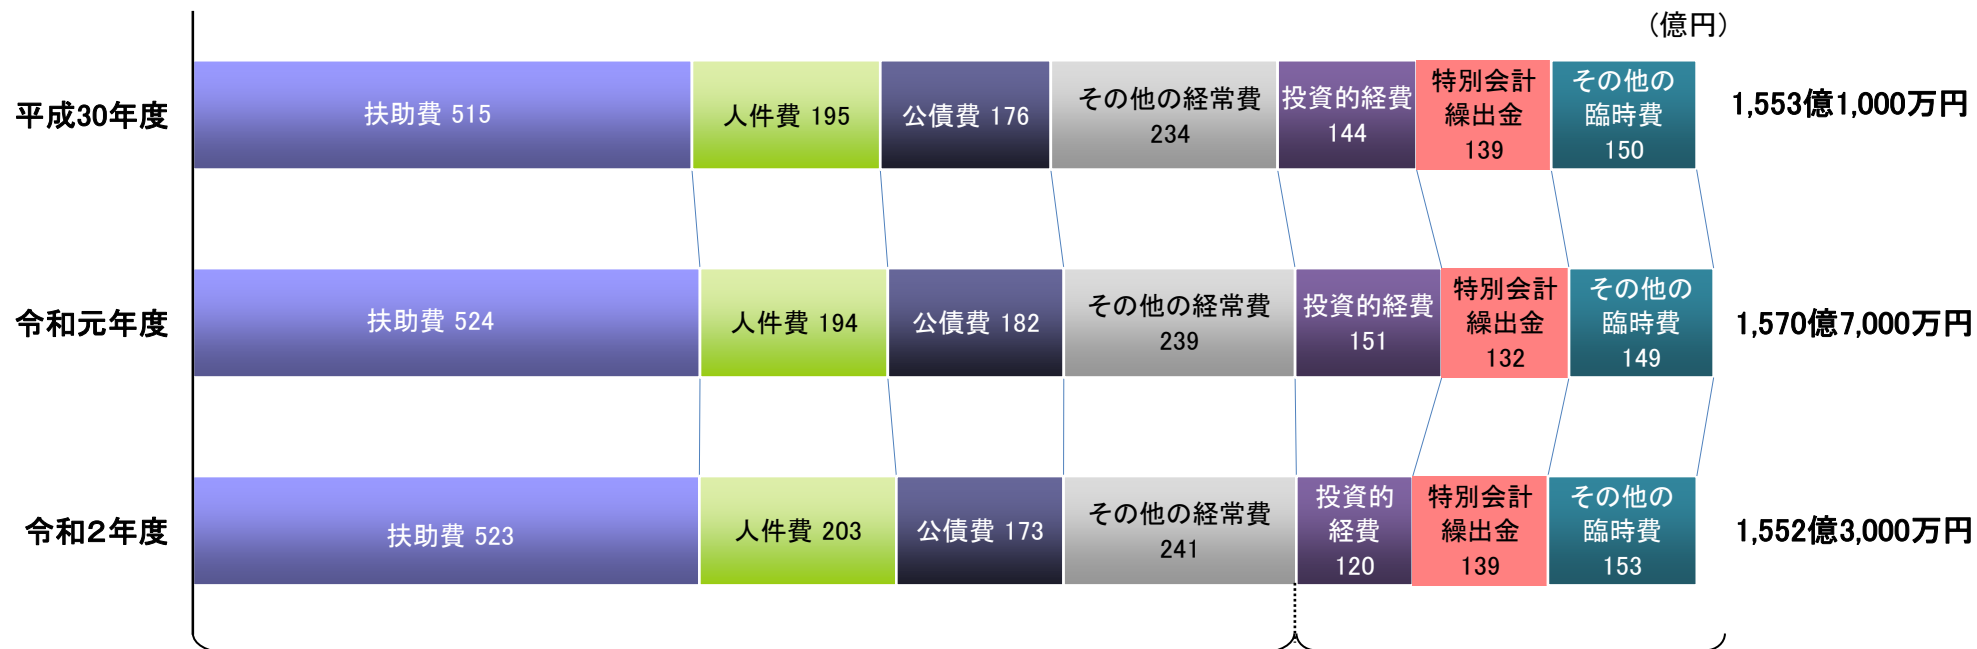 （億円）
平成30年度
扶助費 515
人件費 195
公債費 176
その他の経常費
234
投資的経費
144
特別会計
繰出金
139
その他の
臨時費
150
1,553億1,000万円
令和元年度
扶助費 524
人件費 194
公債費 182
その他の経常費
239
投資的経費
151
特別会計
繰出金
132
その他の
臨時費
149
1,570億7,000万円
令和２年度
扶助費 523
人件費 203
公債費 173
その他の経常費
241
投資的
経費
120
特別会計
繰出金
139
その他の
臨時費
153
1,552億3,000万円